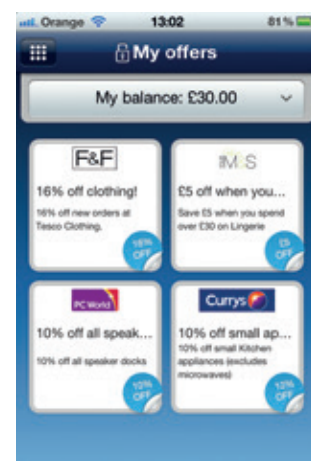 Orange 13:02 81%
My offers
My balance: £30.00
F&F
16% off clothing!
16% off new orders at
Tesco Clothing.
16%
OFF
M&S
£5 off when you...
Save £5 when you spend
over £30 on Lingerie
£5
OFF
PC World
10% off all speak...
10% off all speaker docks
10%
OFF
Currys
10% off small ap...
10% off small Kitchen
appliances (excludes
microwaves)
OFF